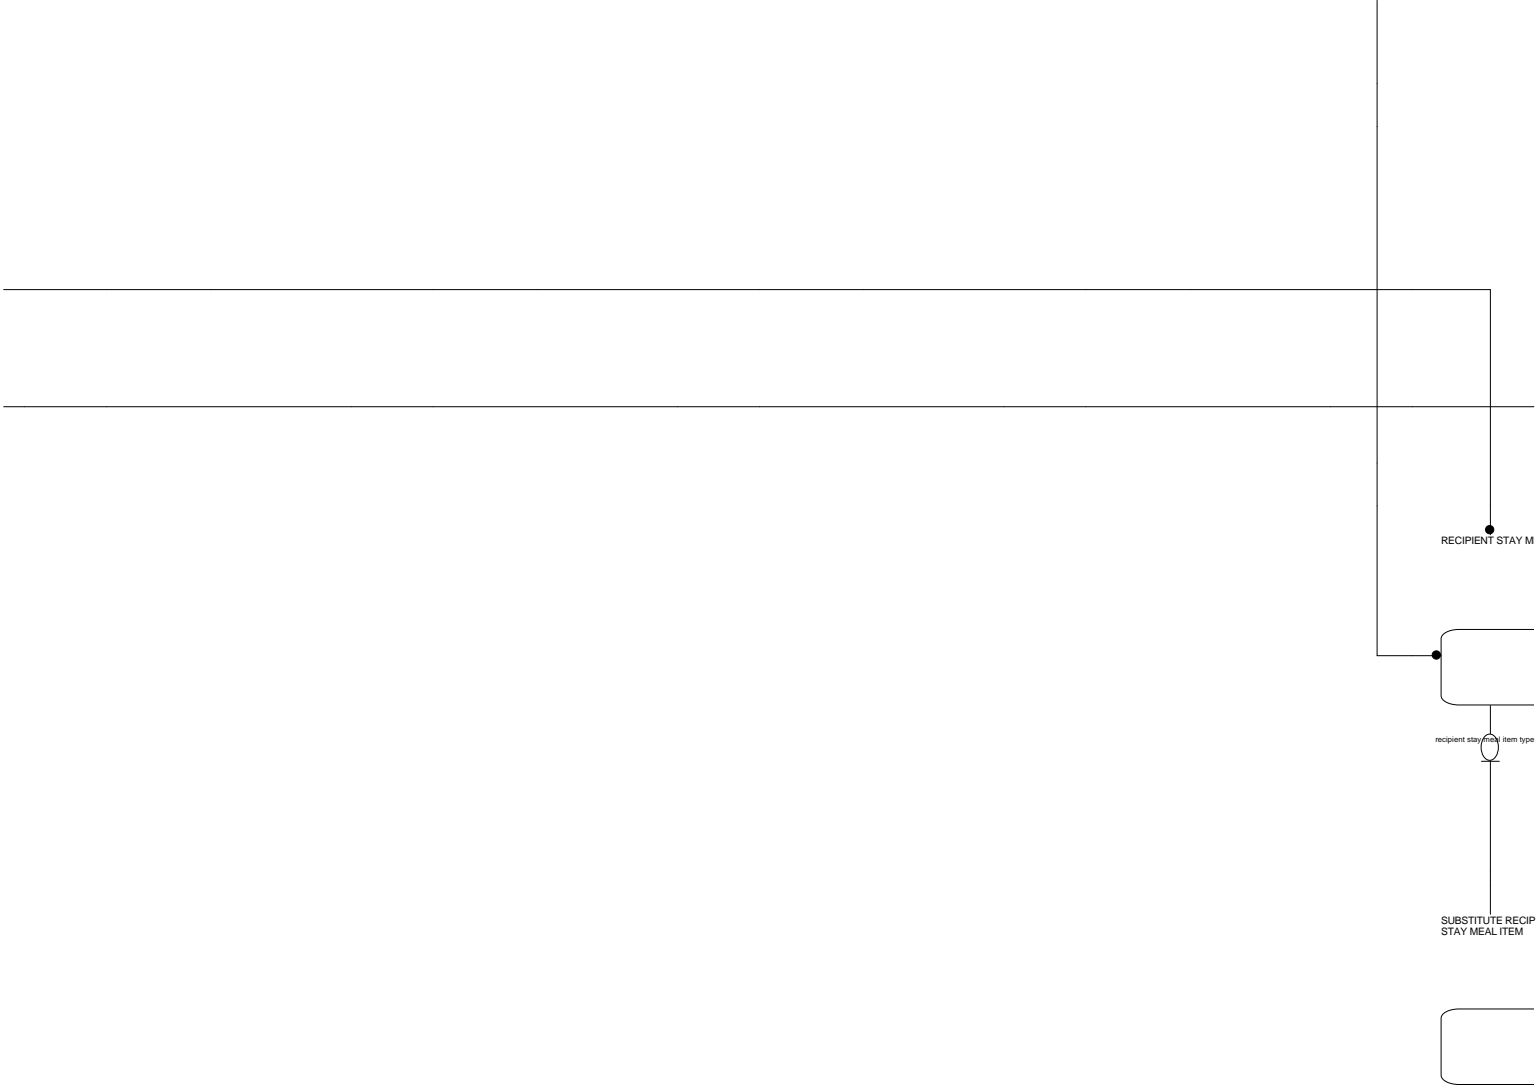 RECIPIENT STAY M
recipient stay meal item type
SUBSTITUTE RECIP
STAY MEAL ITEM